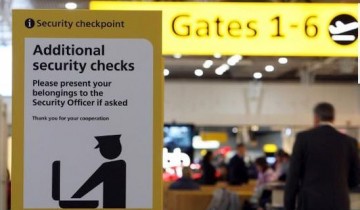 Security checkpoint
Gates 1-6
Additional
security checks
Please present your
belongings to the
Security Officer if asked
Thank you for your cooperation